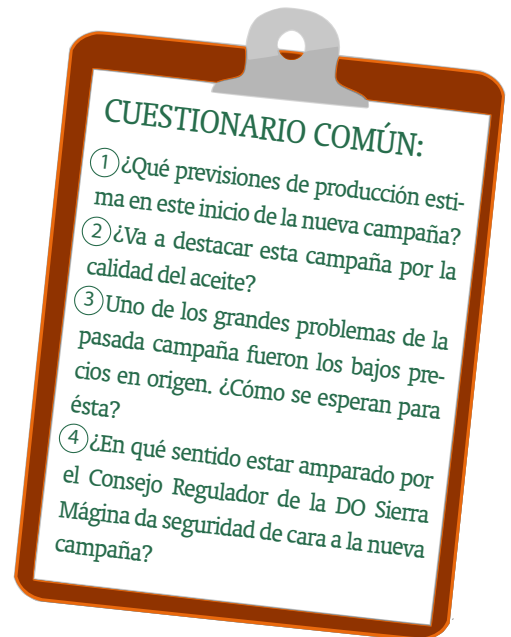 CUESTIONARIO COMÚN:
1 ¿Qué previsiones de producción esti-
ma en este inicio de la nueva campaña?
2 ¿Va a destacar esta campaña por la
calidad del aceite?
3 Uno de los grandes problemas de la
pasada campaña fueron los bajos pre-
cios en origen. ¿Cómo se esperan para
ésta?
4 ¿En qué sentido estar amparado por
el Consejo Regulador de la DO Sierra
Mágina da seguridad de cara a la nueva
campaña?